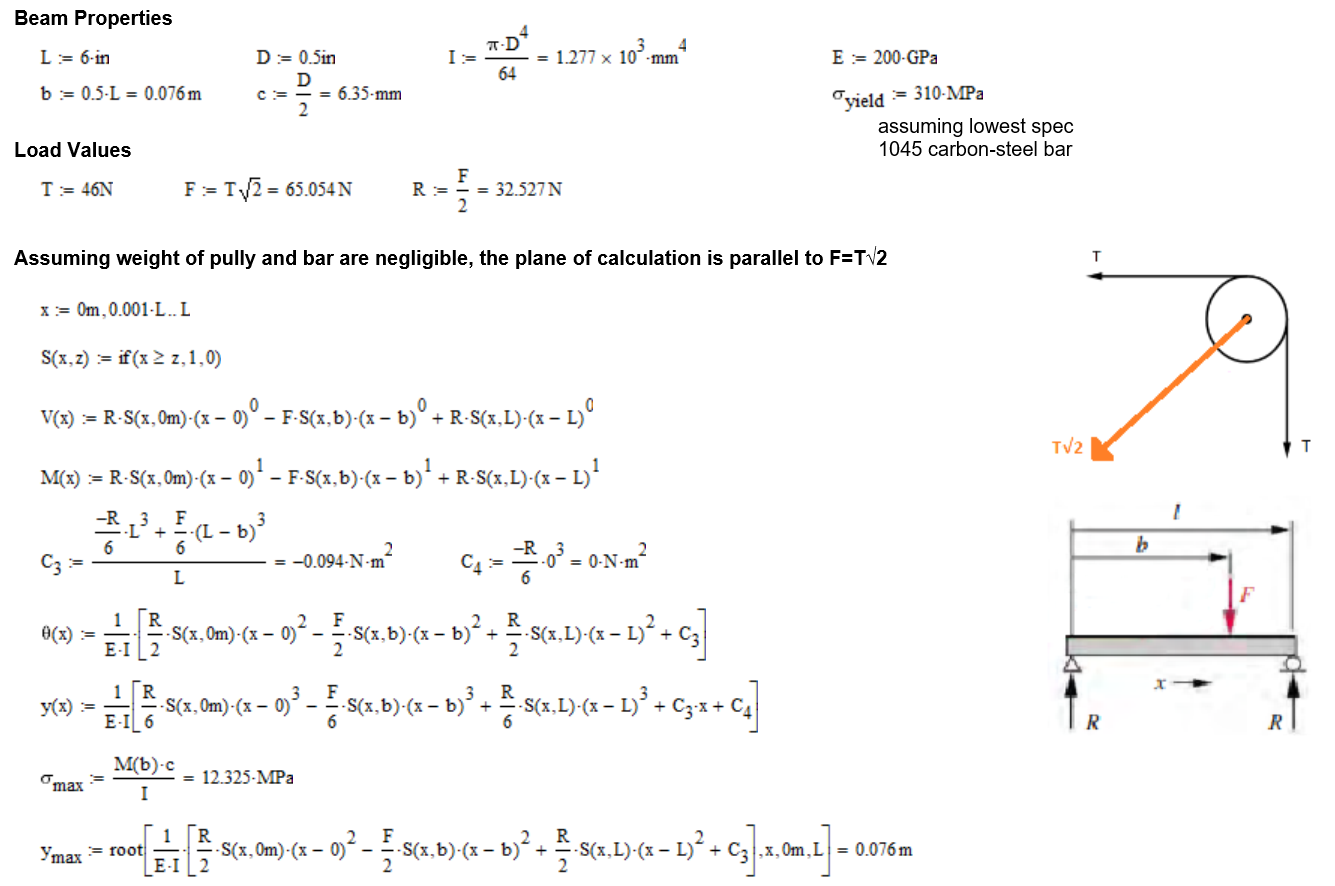 Beam Properties
L := 6·in D := 0.5in I := π·D⁴/64 = 1.277 × 10³·mm⁴ E := 200·GPa
b := 0.5·L = 0.076m c := D/2 = 6.35·mm σyield := 310·MPa
assuming lowest spec
1045 carbon-steel bar
Load Values
T := 46N F := T√2 = 65.054N R := F/2 = 32.527N
Assuming weight of pully and bar are negligible, the plane of calculation is parallel to F=T√2
x := 0m, 0.001·L.. L
S(x,z) := if(x ≥ z, 1, 0)
V(x) := R·S(x,0m)·(x – 0)⁰ – F·S(x,b)·(x – b)⁰ + R·S(x,L)·(x – L)⁰
M(x) := R·S(x,0m)·(x – 0)¹ – F·S(x,b)·(x – b)¹ + R·S(x,L)·(x – L)¹
C₃ := (–R/6·L³ + F/6·(L – b)³)/L = –0.094·N·m² C₄ := –R/6·0³ = 0·N·m²
θ(x) := 1/(E·I)·[R/2·S(x,0m)·(x – 0)² – F/2·S(x,b)·(x – b)² + R/2·S(x,L)·(x – L)² + C₃]
y(x) := 1/(E·I)·[R/6·S(x,0m)·(x – 0)³ – F/6·S(x,b)·(x – b)³ + R/6·S(x,L)·(x – L)³ + C₃·x + C₄]
σmax := M(b)·c/I = 12.325·MPa
ymax := root[1/(E·I)·[R/2·S(x,0m)·(x – 0)² – F/2·S(x,b)·(x – b)² + R/2·S(x,L)·(x – L)² + C₃], x, 0m, L] = 0.076m
T
T√2
T
l
b
F
x
R
R